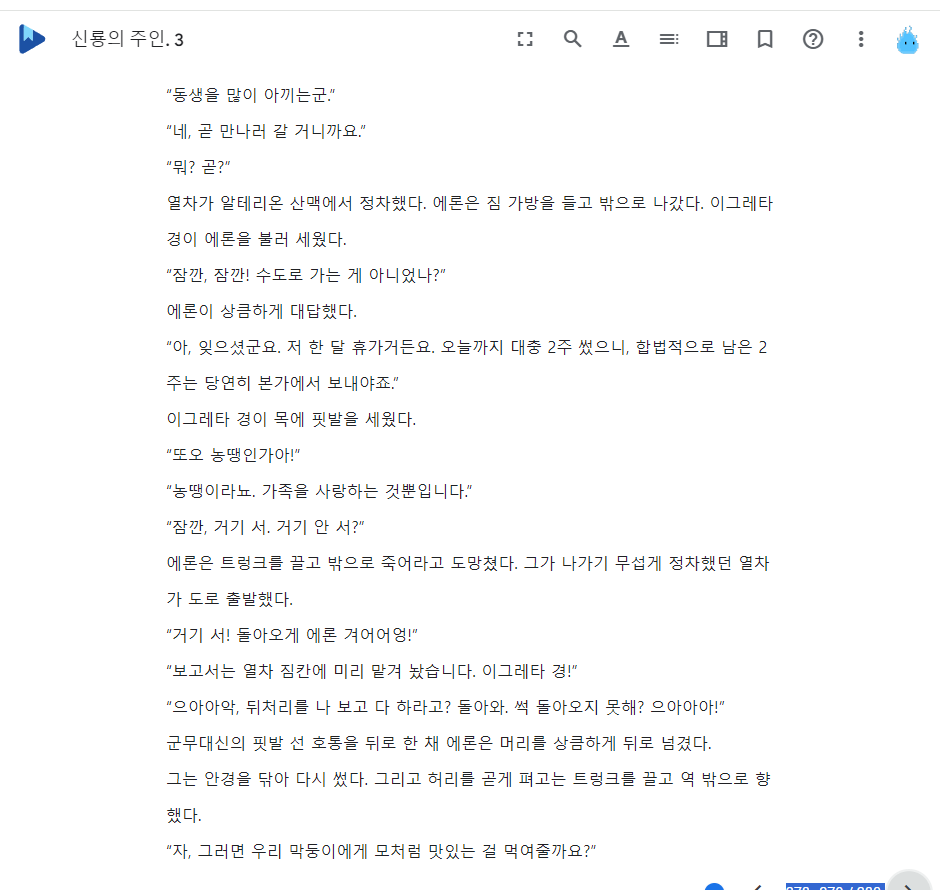 신룡의 주인. 3
"동생을 많이 아끼는군."
"네, 곧 만나러 갈 거니까요."
"뭐? 곧?"
열차가 알테리온 산맥에서 정차했다. 에론은 짐 가방을 들고 밖으로 나갔다. 이그레타
경이 에론을 불러 세웠다.
"잠깐, 잠깐! 수도로 가는 게 아니었나?"
에론이 상큼하게 대답했다.
"아, 잊으셨군요. 저 한 달 휴가거든요. 오늘까지 대충 2주 썼으니, 합법적으로 남은 2
주는 당연히 본가에서 보내야죠."
이그레타 경이 목에 핏발을 세웠다.
"또오 농땡인가아!"
"농땡이라뇨. 가족을 사랑하는 것뿐입니다."
"잠깐, 거기 서. 거기 안 서?"
에론은 트렁크를 끌고 밖으로 죽어라고 도망쳤다. 그가 나가기 무섭게 정차했던 열차
가 도로 출발했다.
"거기 서! 돌아오게 에론 겨어어엉!"
"보고서는 열차 짐칸에 미리 맡겨 놨습니다. 이그레타 경!"
"으아아악, 뒤처리를 나 보고 다 하라고? 돌아와. 썩 돌아오지 못해? 으아아아!"
군무대신의 핏발 선 호통을 뒤로 한 채 에론은 머리를 상큼하게 뒤로 넘겼다.
그는 안경을 닦아 다시 썼다. 그리고 허리를 곧게 펴고는 트렁크를 끌고 역 밖으로 향
했다.
"자, 그러면 우리 막둥이에게 모처럼 맛있는 걸 먹여줄까요?"